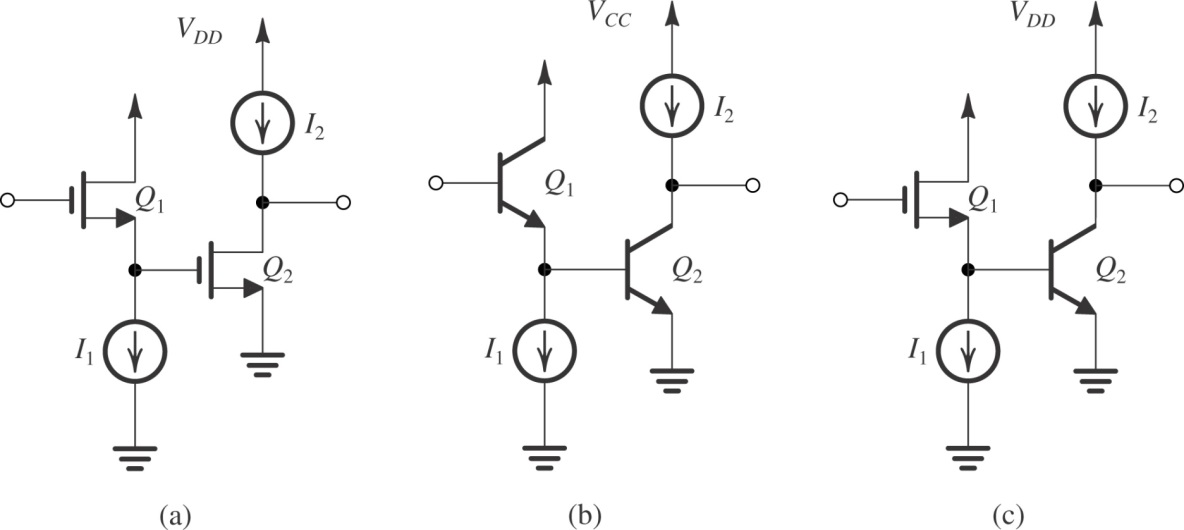 V_DD
I_2
Q_1
Q_2
I_1
(a)
V_CC
I_2
Q_1
Q_2
I_1
(b)
V_DD
I_2
Q_1
Q_2
I_1
(c)